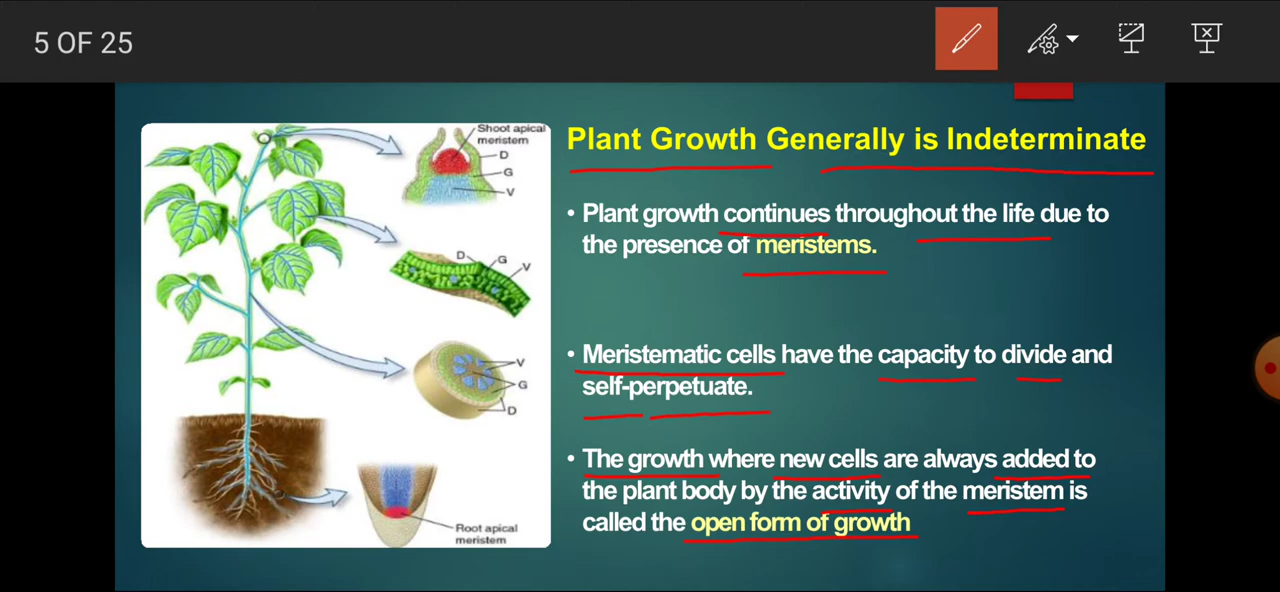 5 OF 25
Shoot apical
meristem
D
G
V
D
G
V
V
G
D
Root apical
meristem
Plant Growth Generally is Indeterminate
• Plant growth continues throughout the life due to
the presence of meristems.
• Meristematic cells have the capacity to divide and
self-perpetuate.
• The growth where new cells are always added to
the plant body by the activity of the meristem is
called the open form of growth